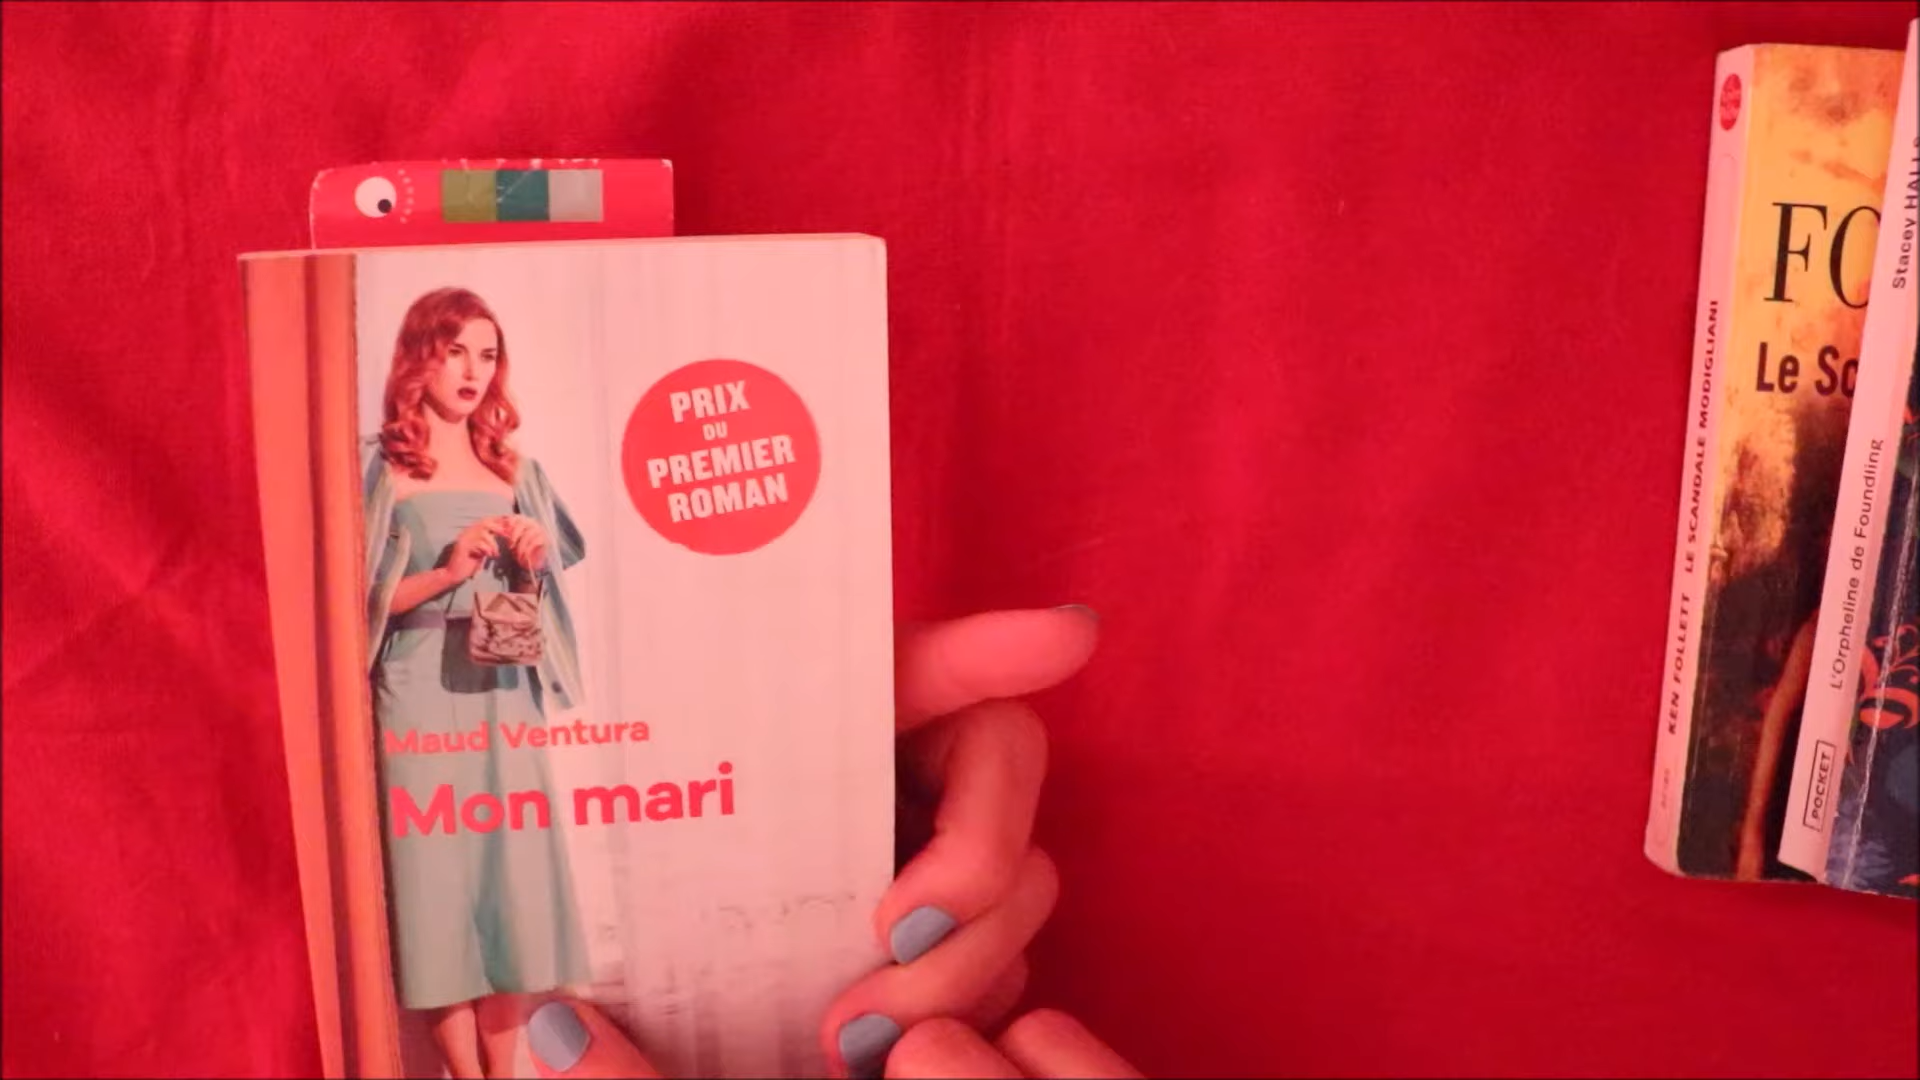 PRIX
DU
PREMIER
ROMAN
Maud Ventura
Mon mari
KEN FOLLETT LE SCANDALE MODIGLIANI
FO
Le Sc
POCKET
L'Orpheline de Foundling
Stacey HALLS